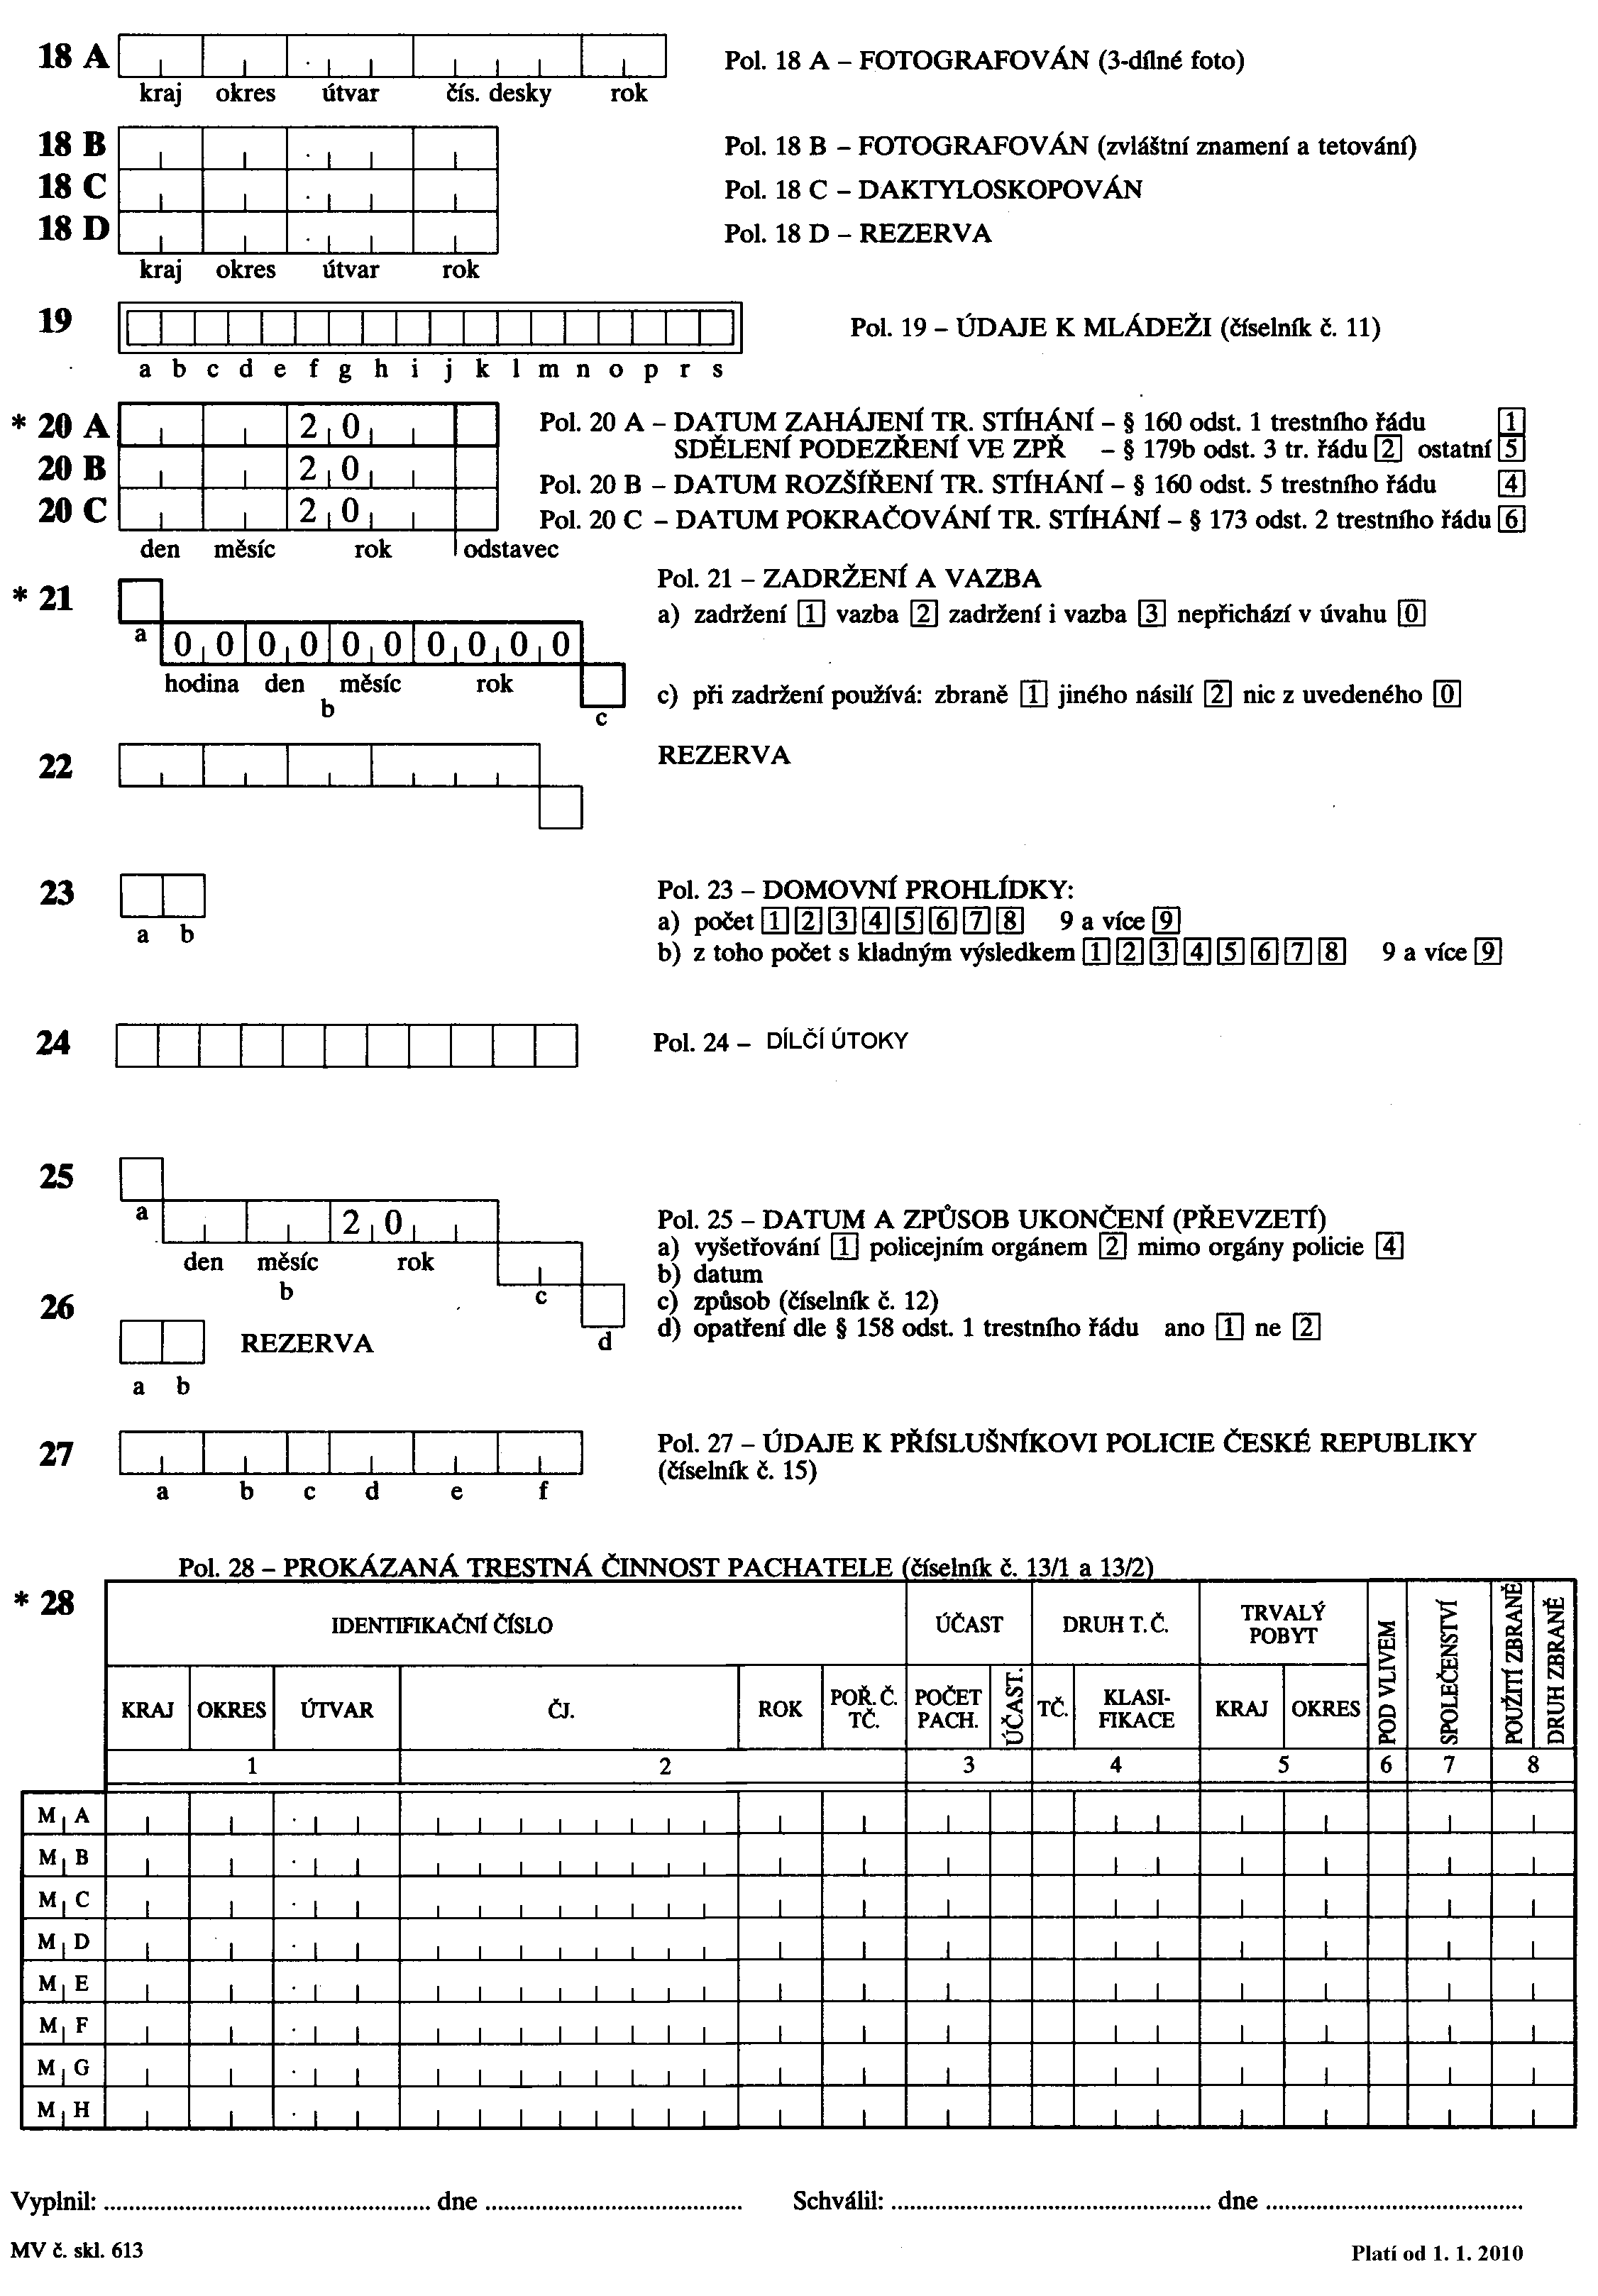 18 A
kraj okres útvar čís. desky rok
Pol. 18 A – FOTOGRAFOVÁN (3-dílné foto)
18 B
Pol. 18 B – FOTOGRAFOVÁN (zvláštní znamení a tetování)
18 C
Pol. 18 C – DAKTYLOSKOPOVÁN
18 D
Pol. 18 D – REZERVA
kraj okres útvar rok
19
Pol. 19 – ÚDAJE K MLÁDEŽI (číselník č. 11)
a b c d e f g h i j k l m n o p r s
* 20 A 2 0
Pol. 20 A – DATUM ZAHÁJENÍ TR. STÍHÁNÍ – § 160 odst. 1 trestního řádu 1
SDĚLENÍ PODEZŘENÍ VE ZPŘ – § 179b odst. 3 tr. řádu 2 ostatní 5
20 B 2 0
Pol. 20 B – DATUM ROZŠÍŘENÍ TR. STÍHÁNÍ – § 160 odst. 5 trestního řádu 4
20 C 2 0
Pol. 20 C – DATUM POKRAČOVÁNÍ TR. STÍHÁNÍ – § 173 odst. 2 trestního řádu 6
den měsíc rok odstavec
* 21
Pol. 21 – ZADRŽENÍ A VAZBA
a) zadržení 1 vazba 2 zadržení i vazba 3 nepřichází v úvahu 0
a 0 0 0 0 0 0 0 0 0 0
hodina den měsíc rok
b
c
c) při zadržení používá: zbraně 1 jiného násilí 2 nic z uvedeného 0
22
REZERVA
23
a b
Pol. 23 – DOMOVNÍ PROHLÍDKY:
a) počet 1 2 3 4 5 6 7 8 9 a více 9
b) z toho počet s kladným výsledkem 1 2 3 4 5 6 7 8 9 a více 9
24
Pol. 24 – DÍLČÍ ÚTOKY
25
a 2 0
den měsíc rok
b
c
d
Pol. 25 – DATUM A ZPŮSOB UKONČENÍ (PŘEVZETÍ)
a) vyšetřování 1 policejním orgánem 2 mimo orgány policie 4
b) datum
c) způsob (číselník č. 12)
d) opatření dle § 158 odst. 1 trestního řádu ano 1 ne 2
26
REZERVA
a b
27
a b c d e f
Pol. 27 – ÚDAJE K PŘÍSLUŠNÍKOVI POLICIE ČESKÉ REPUBLIKY
(číselník č. 15)
Pol. 28 – PROKÁZANÁ TRESTNÁ ČINNOST PACHATELE (číselník č. 13/1 a 13/2)
* 28
IDENTIFIKAČNÍ ČÍSLO
ÚČAST
DRUH T. Č.
TRVALÝ
POBYT
POD VLIVEM
SPOLEČENSTVÍ
POUŽITÍ ZBRANĚ
DRUH ZBRANĚ
KRAJ OKRES ÚTVAR ČJ. ROK
POŘ. Č.
TČ.
POČET
PACH.
ÚČAST.
TČ.
KLASI-
FIKACE
KRAJ OKRES
1 2 3 4 5 6 7 8
M A
M B
M C
M D
M E
M F
M G
M H
Vyplnil: ..................................................... dne .......................................... Schválil: .................................................... dne ..........................................
MV č. skl. 613
Platí od 1. 1. 2010